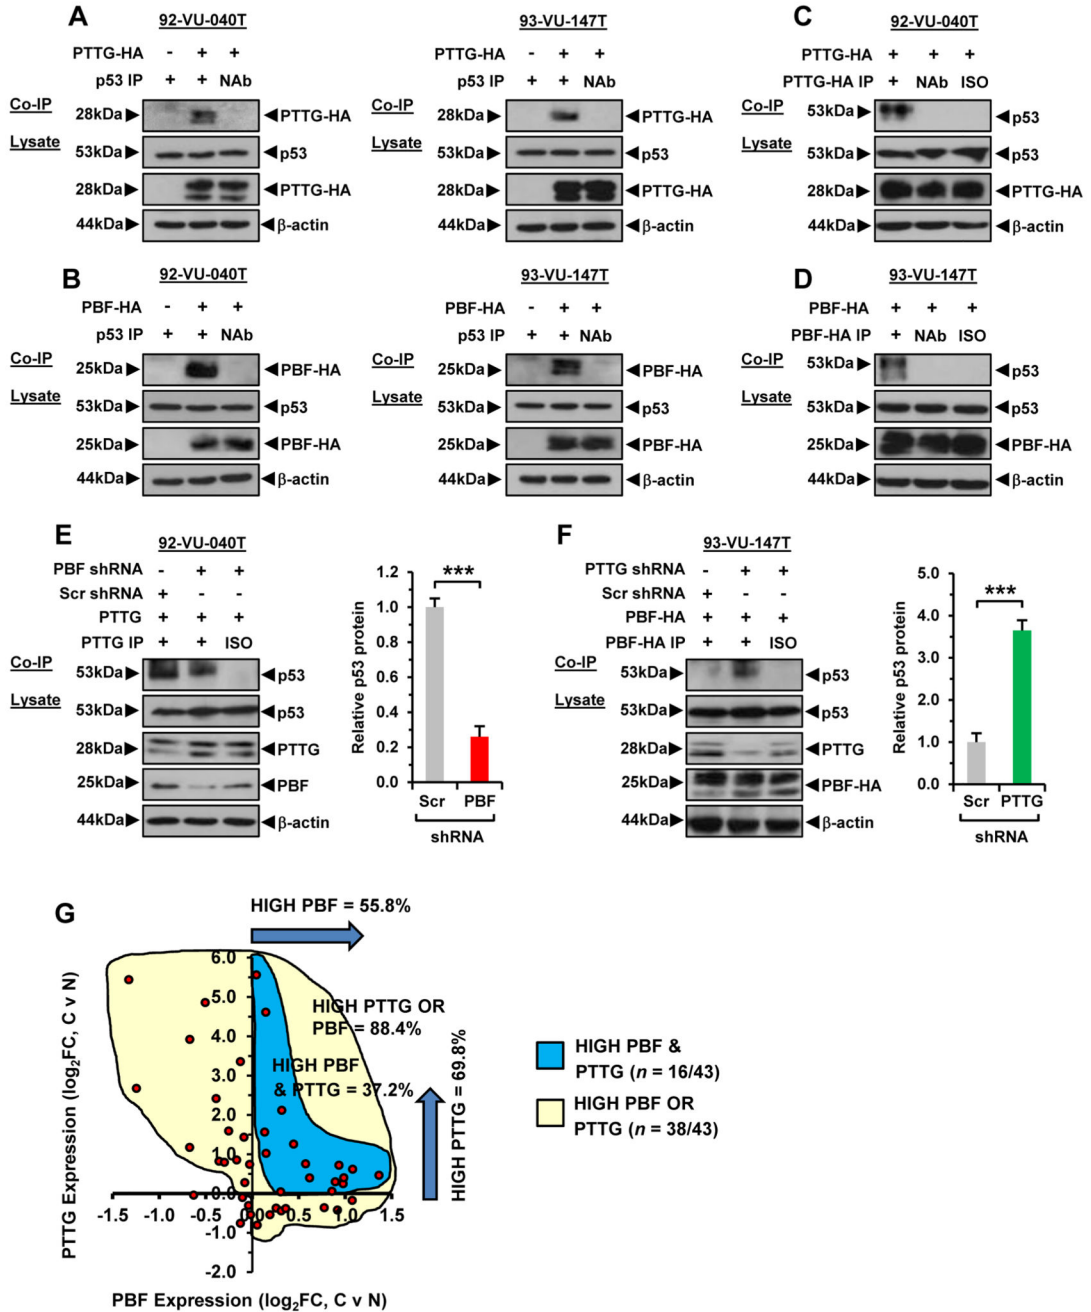 A
92-VU-040T
PTTG-HA - + +
p53 IP + + NAb
Co-IP 28kDa PTTG-HA
Lysate 53kDa p53
28kDa PTTG-HA
44kDa β-actin
93-VU-147T
PTTG-HA - + +
p53 IP + + NAb
Co-IP 28kDa PTTG-HA
Lysate 53kDa p53
28kDa PTTG-HA
44kDa β-actin
C
92-VU-040T
PTTG-HA + + +
PTTG-HA IP + NAb ISO
Co-IP 53kDa p53
Lysate 53kDa p53
28kDa PTTG-HA
44kDa β-actin
B
92-VU-040T
PBF-HA - + +
p53 IP + + NAb
Co-IP 25kDa PBF-HA
Lysate 53kDa p53
25kDa PBF-HA
44kDa β-actin
93-VU-147T
PBF-HA - + +
p53 IP + + NAb
Co-IP 25kDa PBF-HA
Lysate 53kDa p53
25kDa PBF-HA
44kDa β-actin
D
93-VU-147T
PBF-HA + + +
PBF-HA IP + NAb ISO
Co-IP 53kDa p53
Lysate 53kDa p53
25kDa PBF-HA
44kDa β-actin
E
92-VU-040T
PBF shRNA - + +
Scr shRNA + - -
PTTG + + +
PTTG IP + + ISO
Co-IP 53kDa p53
Lysate 53kDa p53
28kDa PTTG
25kDa PBF
44kDa β-actin
Relative p53 protein
1.2
1.0
0.8
0.6
0.4
0.2
0.0
***
Scr PBF
shRNA
F
93-VU-147T
PTTG shRNA - + +
Scr shRNA + - -
PBF-HA + + +
PBF-HA IP + + ISO
Co-IP 53kDa p53
Lysate 53kDa p53
28kDa PTTG
25kDa PBF-HA
44kDa β-actin
Relative p53 protein
5.0
4.0
3.0
2.0
1.0
0.0
***
Scr PTTG
shRNA
G
HIGH PBF = 55.8%
PTTG Expression (log₂FC, C v N)
6.0
5.0
4.0
3.0
2.0
1.0
0.0
-1.0
-2.0
-1.5 -1.0 -0.5 0.0 0.5 1.0 1.5
HIGH PTTG OR
PBF = 88.4%
HIGH PBF
& PTTG = 37.2%
HIGH PTTG = 69.8%
PBF Expression (log₂FC, C v N)
HIGH PBF &
PTTG (n = 16/43)
HIGH PBF OR
PTTG (n = 38/43)